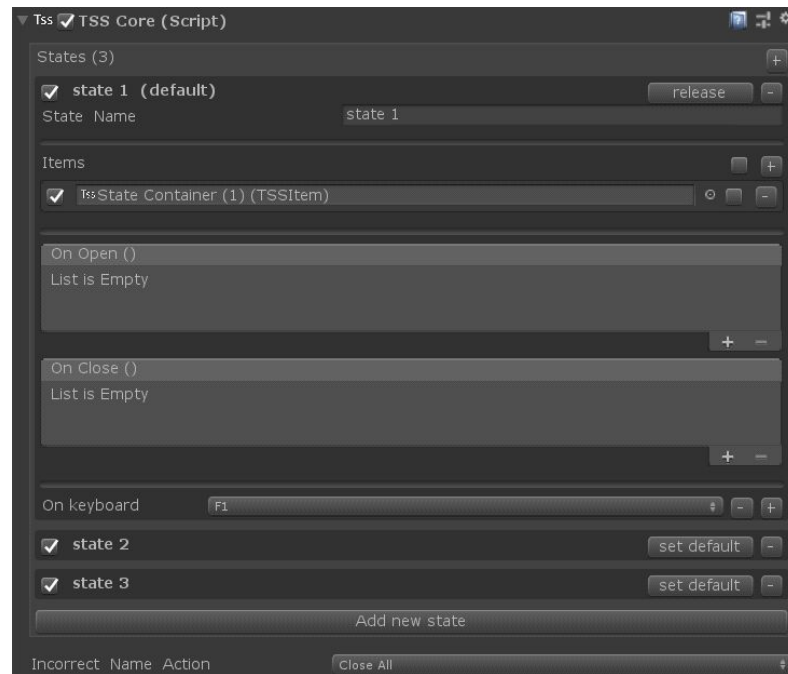 Tss TSS Core (Script)
States (3)
+
state 1 (default) release -
State Name state 1
Items +
Tss State Container (1) (TSSItem) -
On Open ()
List is Empty
+ -
On Close ()
List is Empty
+ -
On keyboard F1 - +
state 2 set default -
state 3 set default -
Add new state
Incorrect Name Action Close All